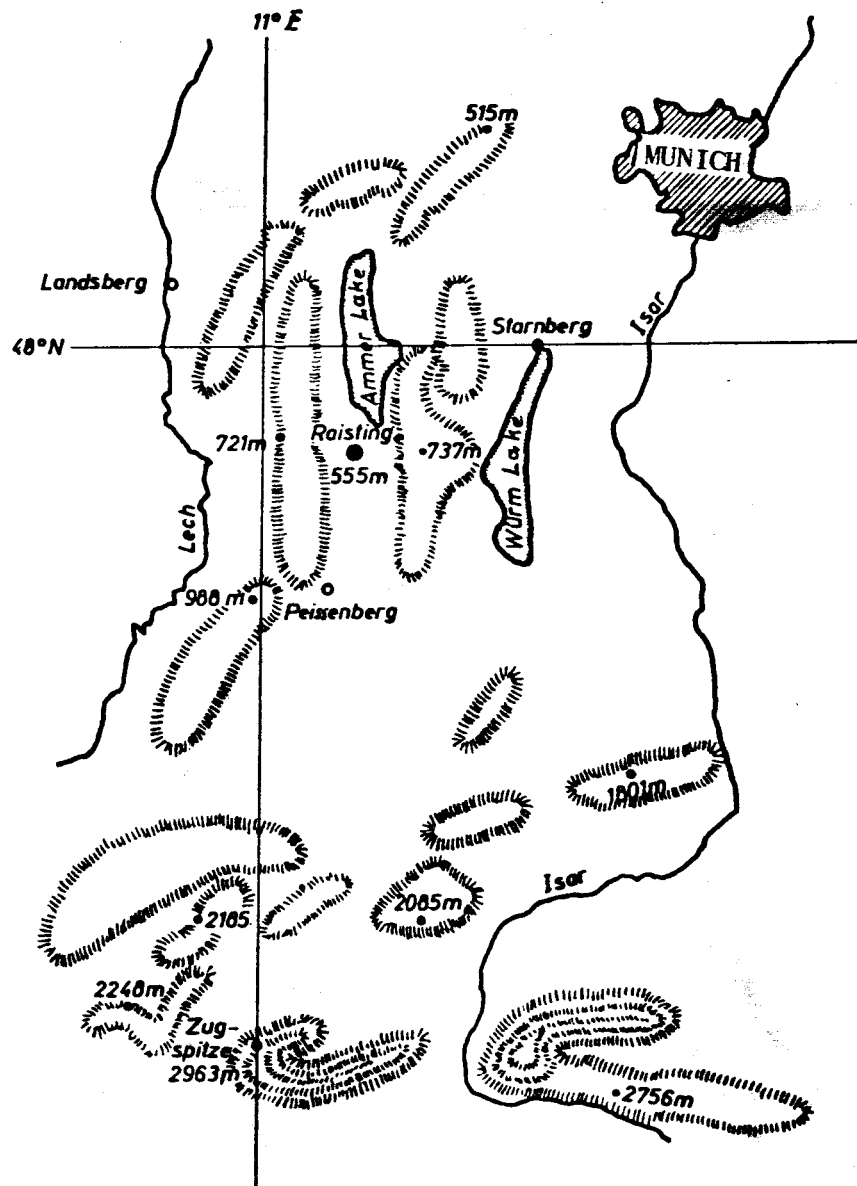 11° E
515m
MUNICH
Landsberg
Ammer Lake
Isar
Starnberg
48°N
721m
Raisting
737m
555m
Wurm Lake
Lech
988 m
Peissenberg
1801m
Isar
2085m
2185
2248m
Zug-
spitze
2963m
2756m